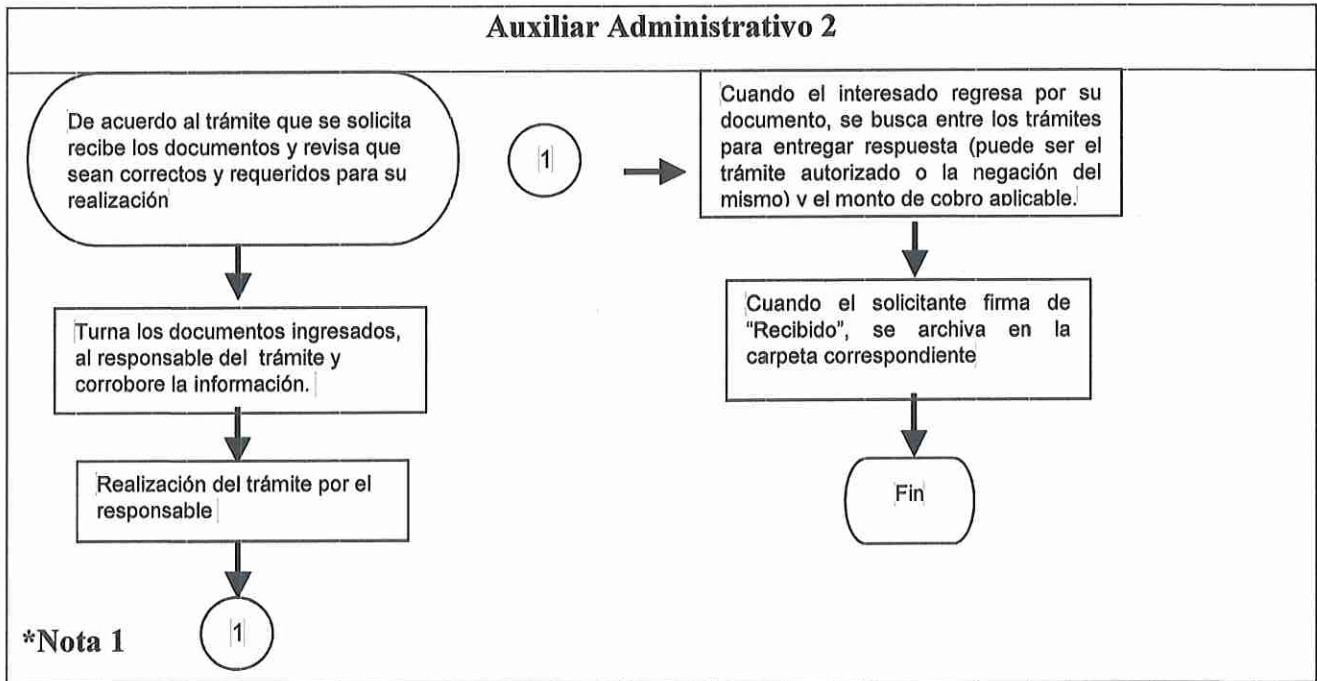 Auxiliar Administrativo 2
De acuerdo al trámite que se solicita
recibe los documentos y revisa que
sean correctos y requeridos para su
realización
Turna los documentos ingresados,
al responsable del trámite y
corrobore la información.
Realización del trámite por el
responsable
1
*Nota 1
1
Cuando el interesado regresa por su
documento, se busca entre los trámites
para entregar respuesta (puede ser el
trámite autorizado o la negación del
mismo) y el monto de cobro aplicable.
Cuando el solicitante firma de
"Recibido", se archiva en la
carpeta correspondiente
Fin